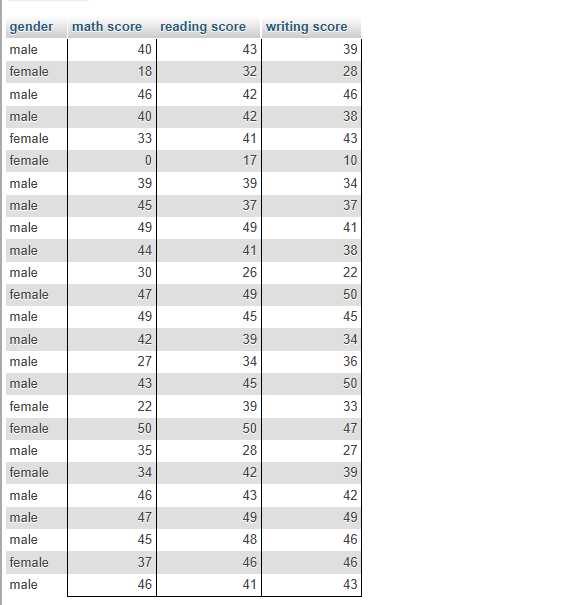 gender math score reading score writing score
male 40 43 39
female 18 32 28
male 46 42 46
male 40 42 38
female 33 41 43
female 0 17 10
male 39 39 34
male 45 37 37
male 49 49 41
male 44 41 38
male 30 26 22
female 47 49 50
male 49 45 45
male 42 39 34
male 27 34 36
male 43 45 50
female 22 39 33
female 50 50 47
male 35 28 27
female 34 42 39
male 46 43 42
male 47 49 49
male 45 48 46
female 37 46 46
male 46 41 43